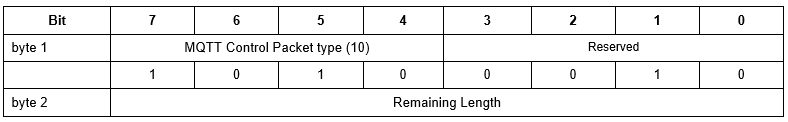 Bit 7 6 5 4 3 2 1 0
byte 1 MQTT Control Packet type (10) Reserved
1 0 1 0 0 0 1 0
byte 2 Remaining Length